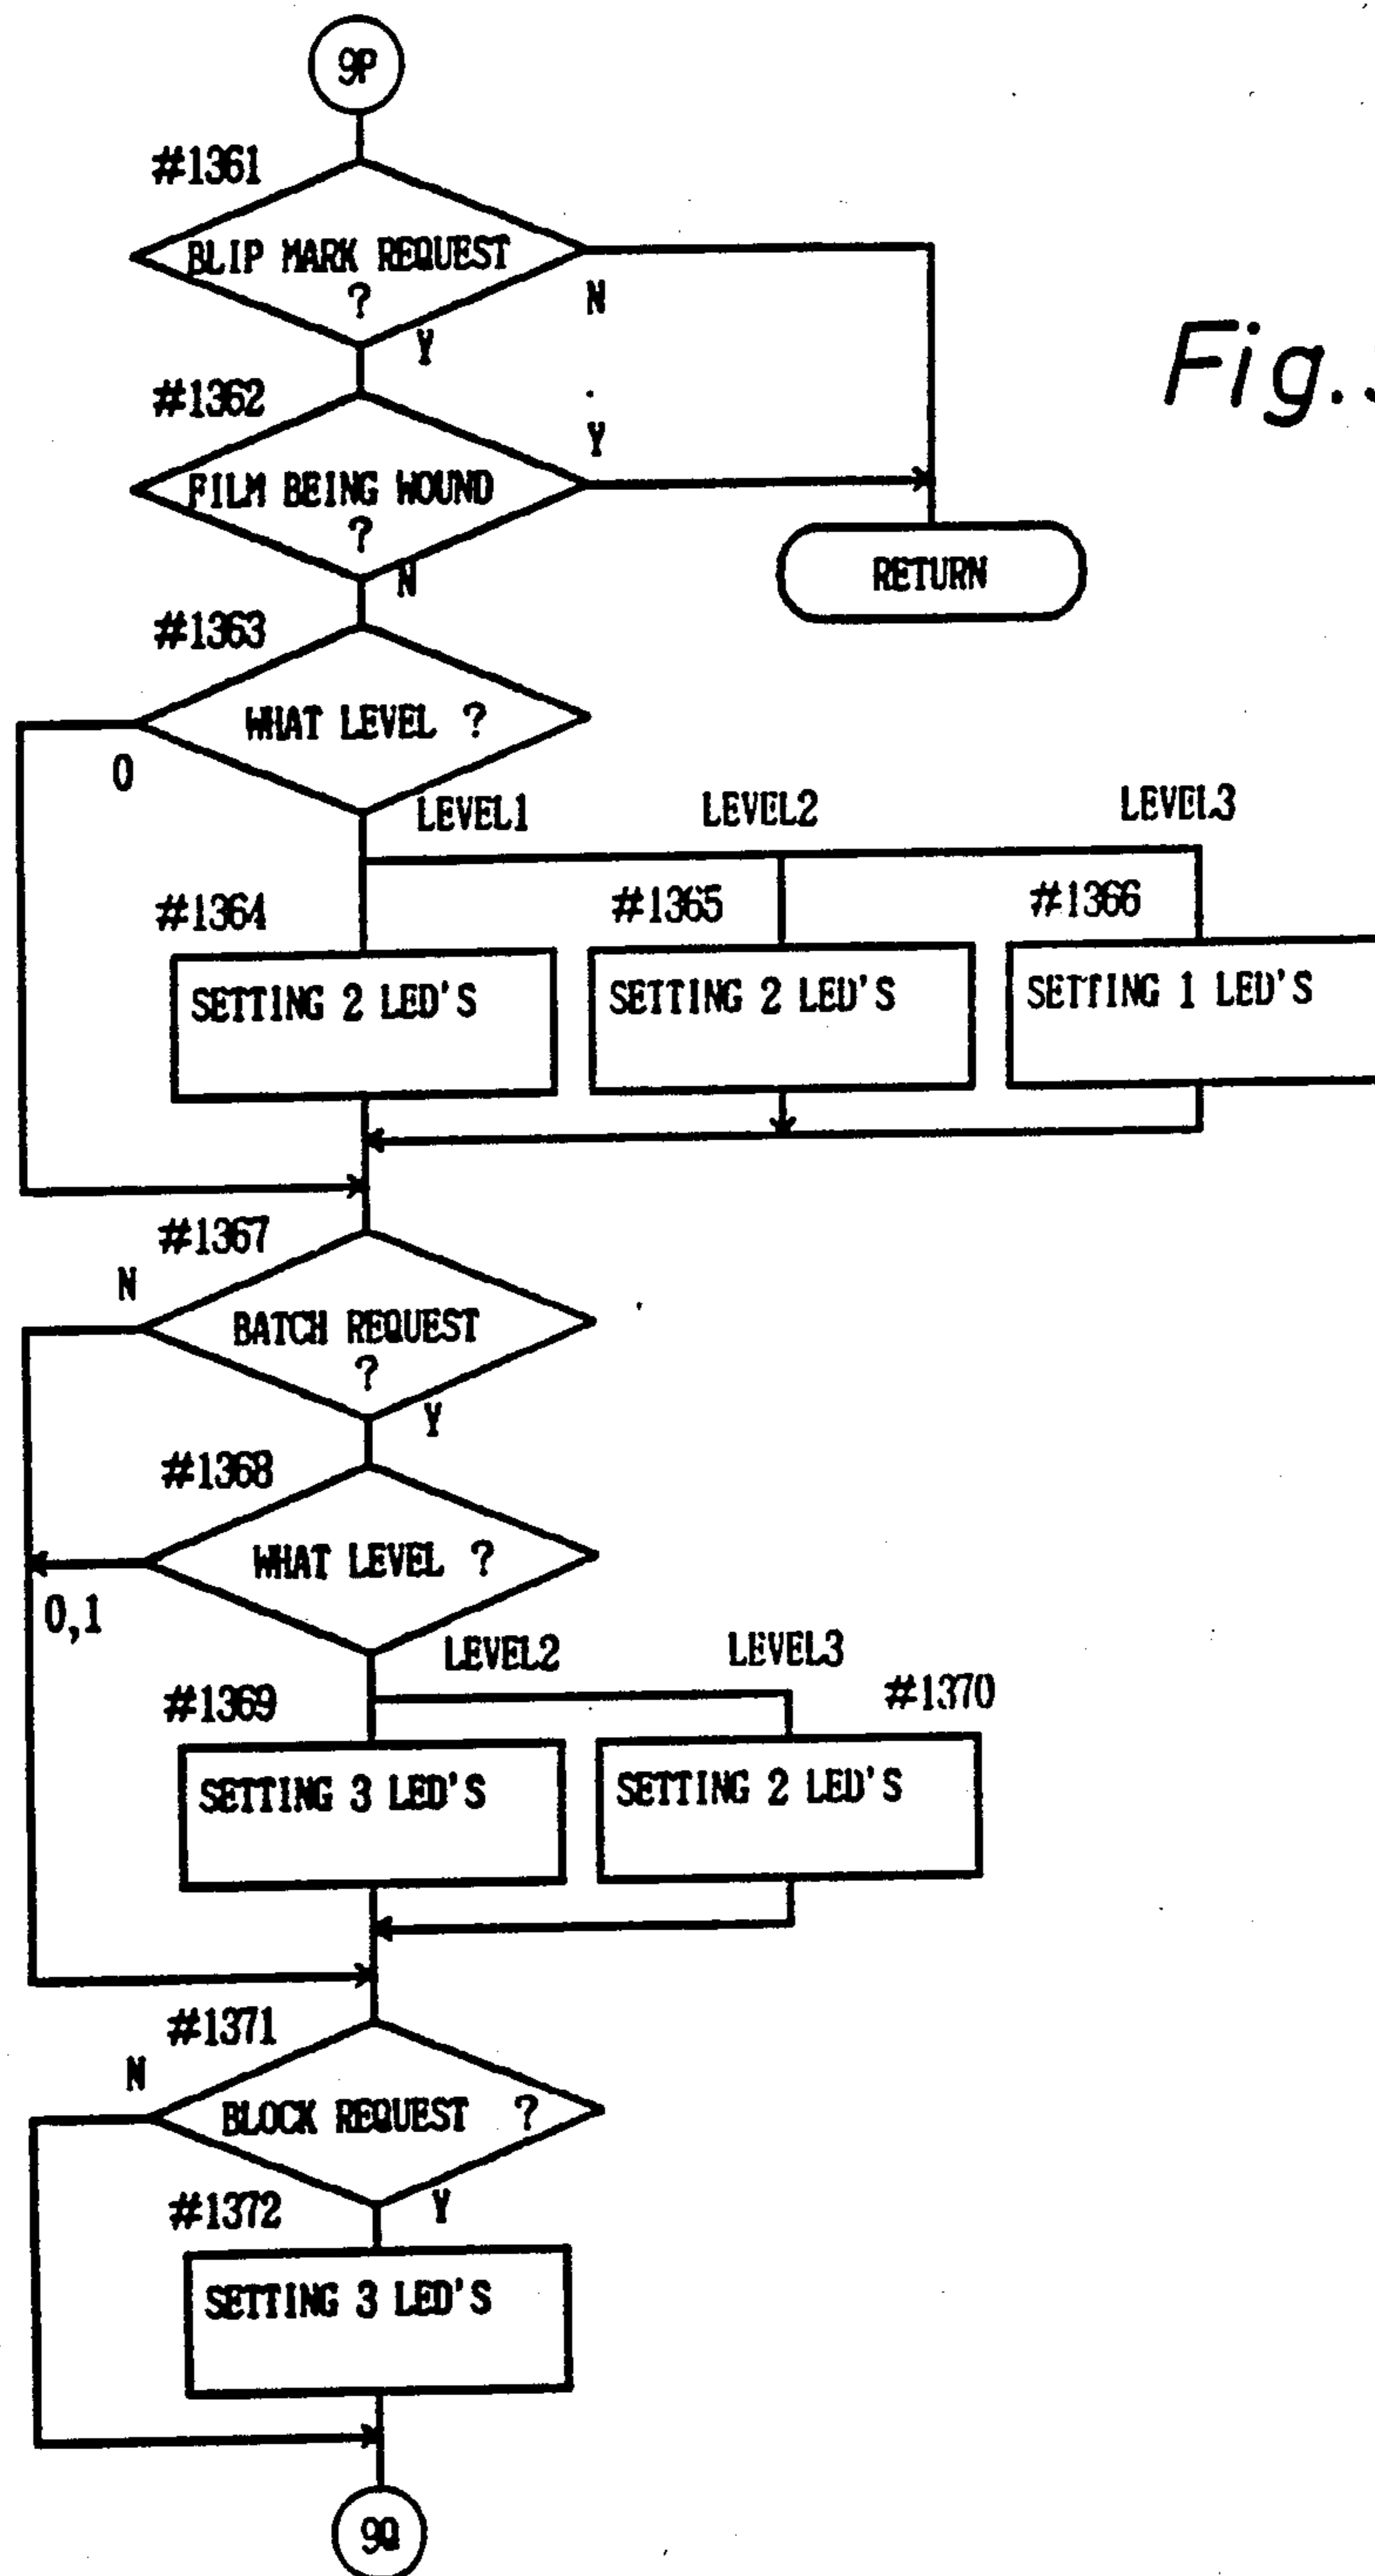 9P
#1361
BLIP MARK REQUEST
?
N
Y
#1362
Y
FILM BEING WOUND
?
N
RETURN
Fig.
#1363
WHAT LEVEL ?
0
LEVEL1
LEVEL2
LEVEL3
#1364
#1365
#1366
SETTING 2 LED'S
SETTING 2 LED'S
SETTING 1 LED'S
#1367
N
BATCH REQUEST
?
Y
#1368
WHAT LEVEL ?
0,1
LEVEL2
LEVEL3
#1369
#1370
SETTING 3 LED'S
SETTING 2 LED'S
#1371
N
BLOCK REQUEST ?
Y
#1372
SETTING 3 LED'S
9Q